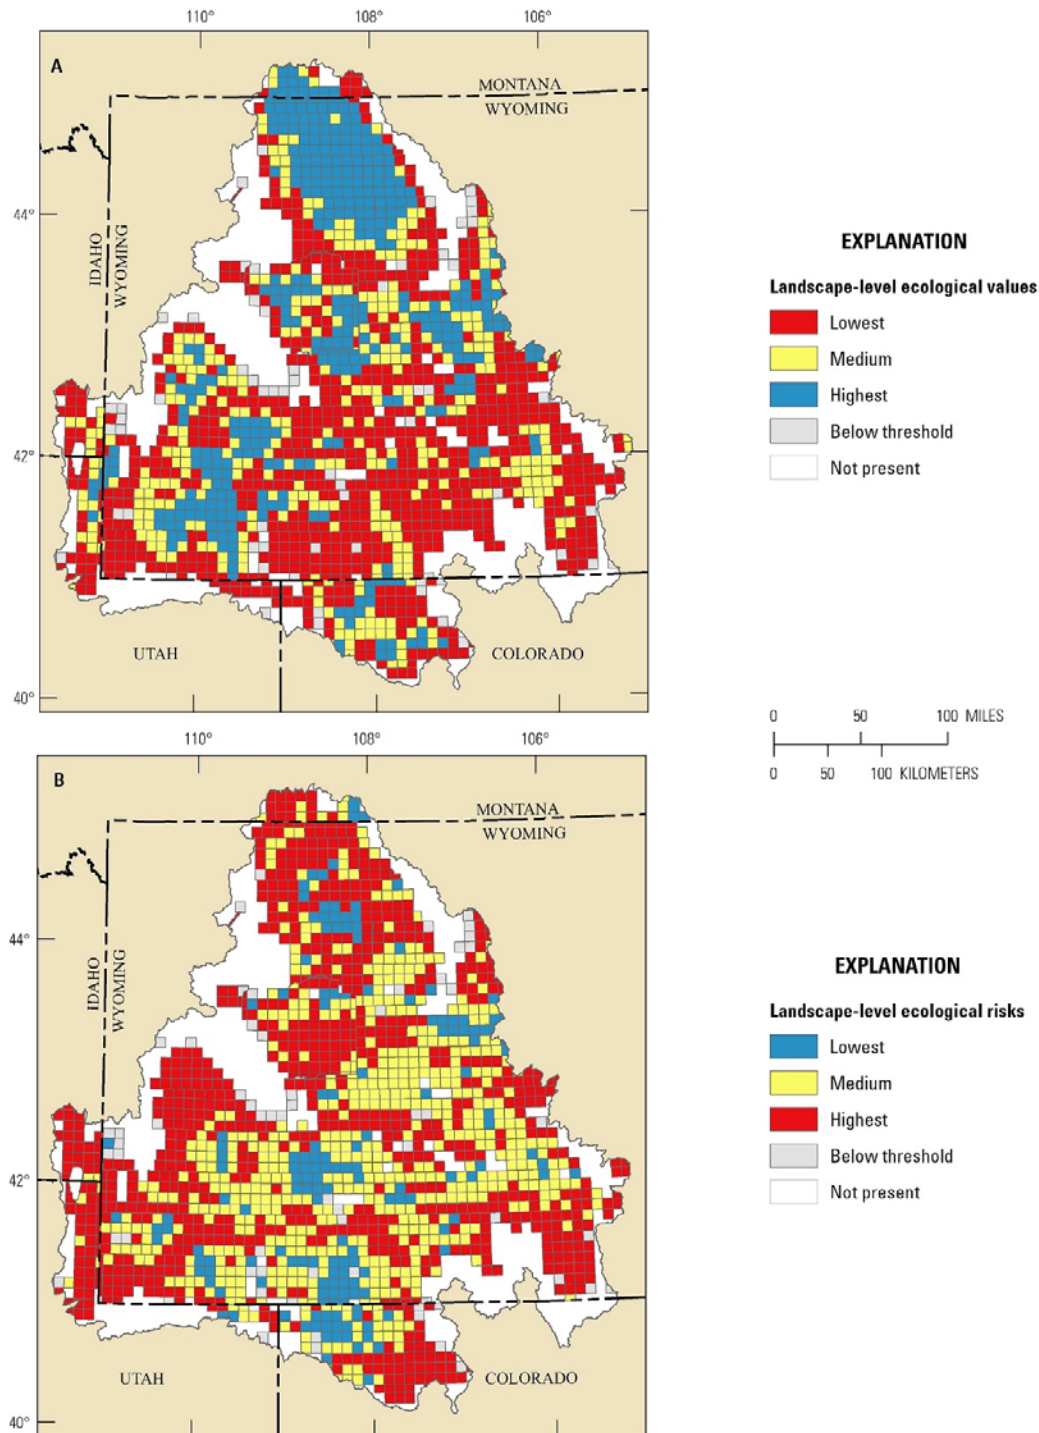 110° 108° 106°
A
MONTANA
WYOMING
44°
IDAHO
WYOMING
42°
UTAH
COLORADO
40°
EXPLANATION
Landscape-level ecological values
Lowest
Medium
Highest
Below threshold
Not present
0 50 100 MILES
0 50 100 KILOMETERS
110° 108° 106°
B
MONTANA
WYOMING
44°
IDAHO
WYOMING
42°
UTAH
COLORADO
40°
EXPLANATION
Landscape-level ecological risks
Lowest
Medium
Highest
Below threshold
Not present